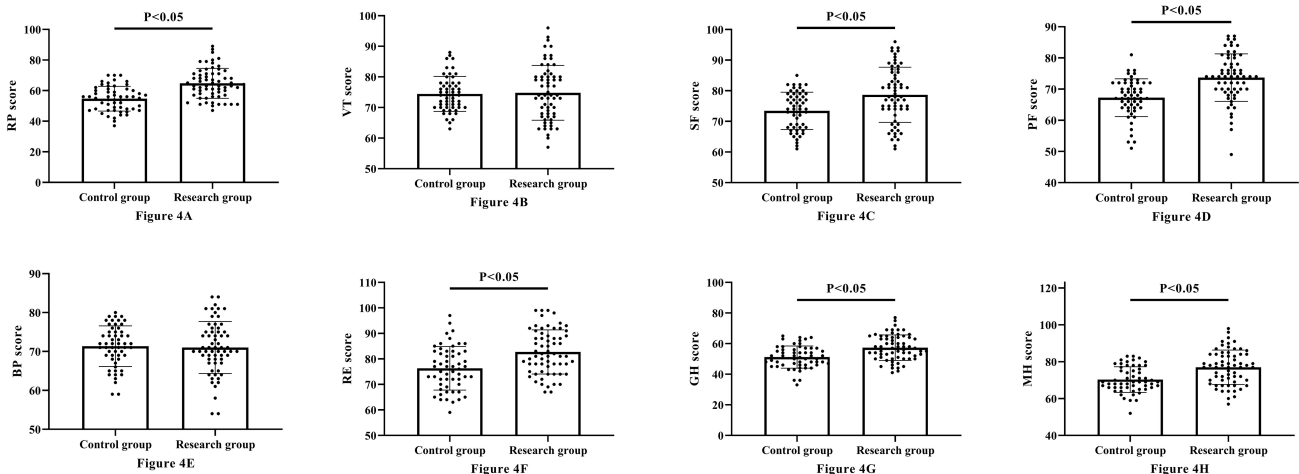 P<0.05
RP score
100
80
60
40
20
0
Control group Research group
Figure 4A
VT score
100
90
80
70
60
50
Control group Research group
Figure 4B
P<0.05
SF score
100
90
80
70
60
50
Control group Research group
Figure 4C
P<0.05
PF score
90
80
70
60
50
40
Control group Research group
Figure 4D
BP score
90
80
70
60
50
Control group Research group
Figure 4E
P<0.05
RE score
110
100
90
80
70
60
50
Control group Research group
Figure 4F
P<0.05
GH score
100
80
60
40
20
0
Control group Research group
Figure 4G
P<0.05
MH score
120
100
80
60
40
Control group Research group
Figure 4H